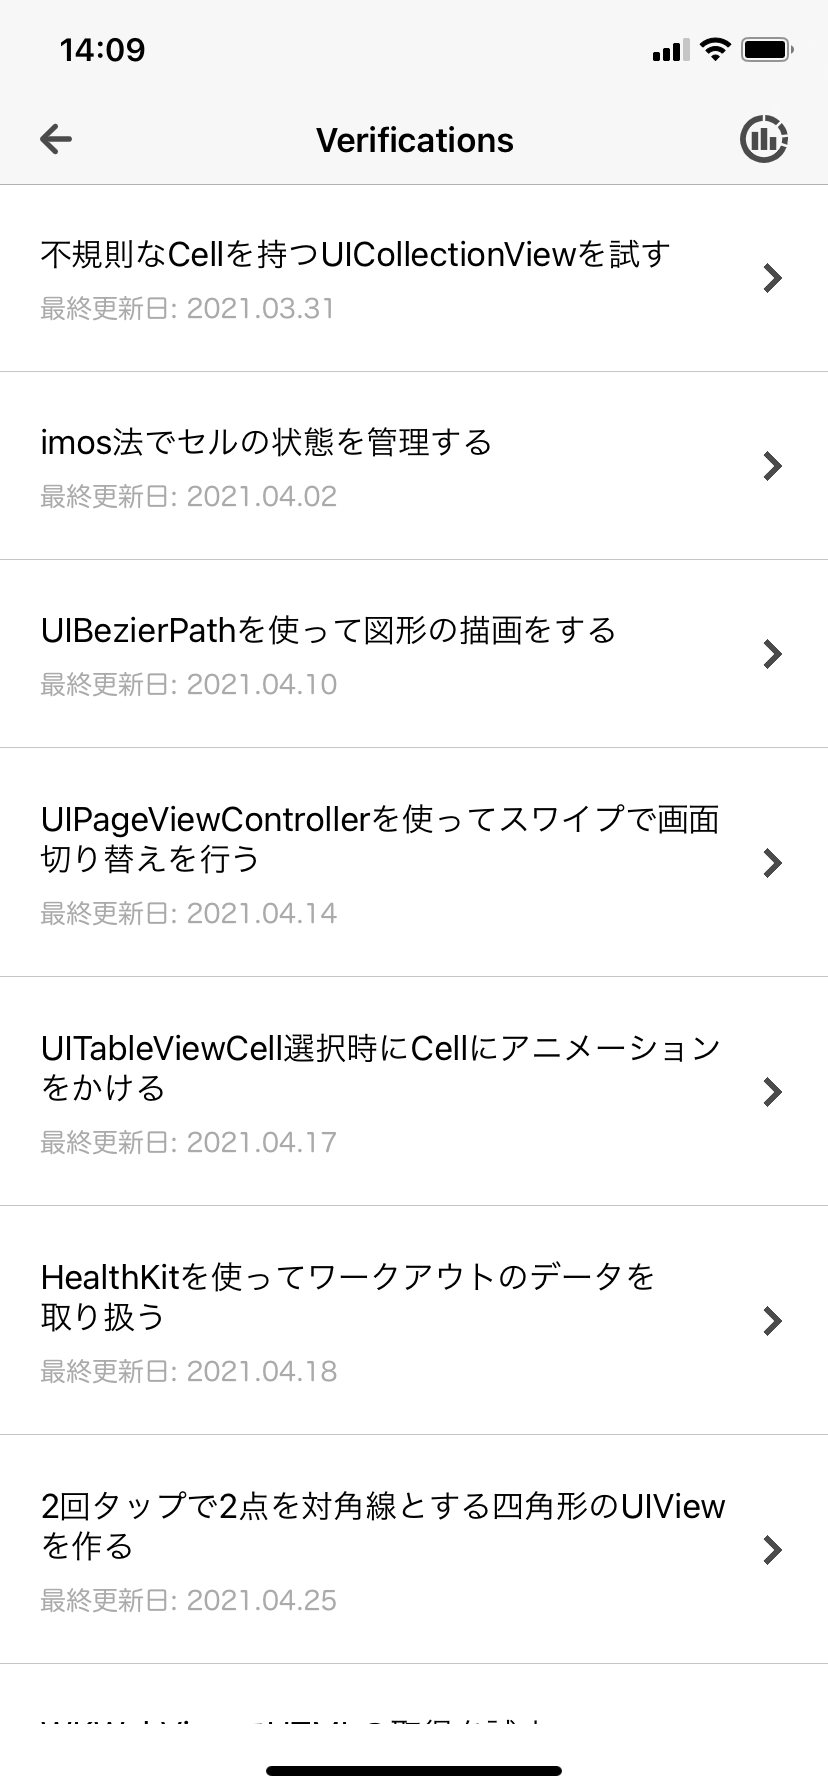 14:09
Verifications
不規則なCellを持つUICollectionViewを試す
最終更新日: 2021.03.31
imos法でセルの状態を管理する
最終更新日: 2021.04.02
UIBezierPathを使って図形の描画をする
最終更新日: 2021.04.10
UIPageViewControllerを使ってスワイプで画面
切り替えを行う
最終更新日: 2021.04.14
UITableViewCell選択時にCellにアニメーション
をかける
最終更新日: 2021.04.17
HealthKitを使ってワークアウトのデータを
取り扱う
最終更新日: 2021.04.18
2回タップで2点を対角線とする四角形のUIView
を作る
最終更新日: 2021.04.25